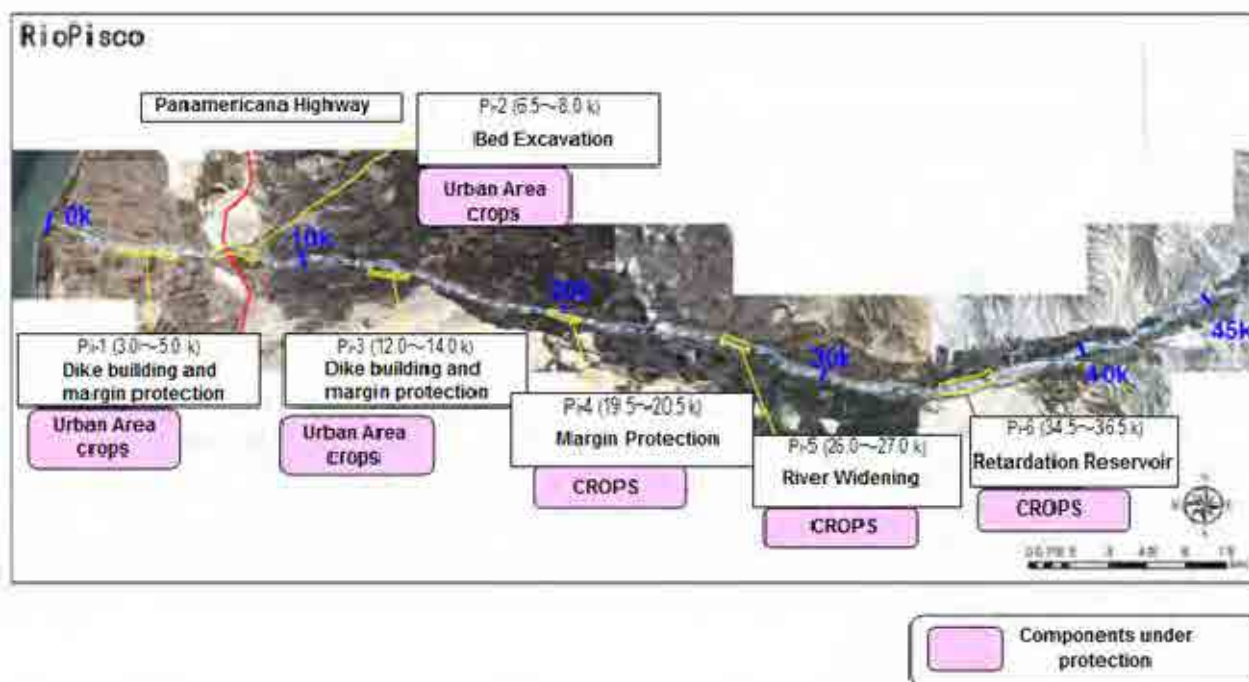 RioPisco
Panamericana Highway
Pi-2 (6.5~8.0 k)
Bed Excavation
Urban Area
crops
0k
10k
20k
30k
40k
45k
Pi-1 (3.0~5.0 k)
Dike building and
margin protection
Urban Area
crops
Pi-3 (12.0~14.0 k)
Dike building and
margin protection
Urban Area
crops
Pi-4 (19.5~20.5 k)
Margin Protection
CROPS
Pi-5 (26.0~27.0 k)
River Widening
CROPS
Pi-6 (34.5~36.5 k)
Retardation Reservoir
CROPS
Components under
protection